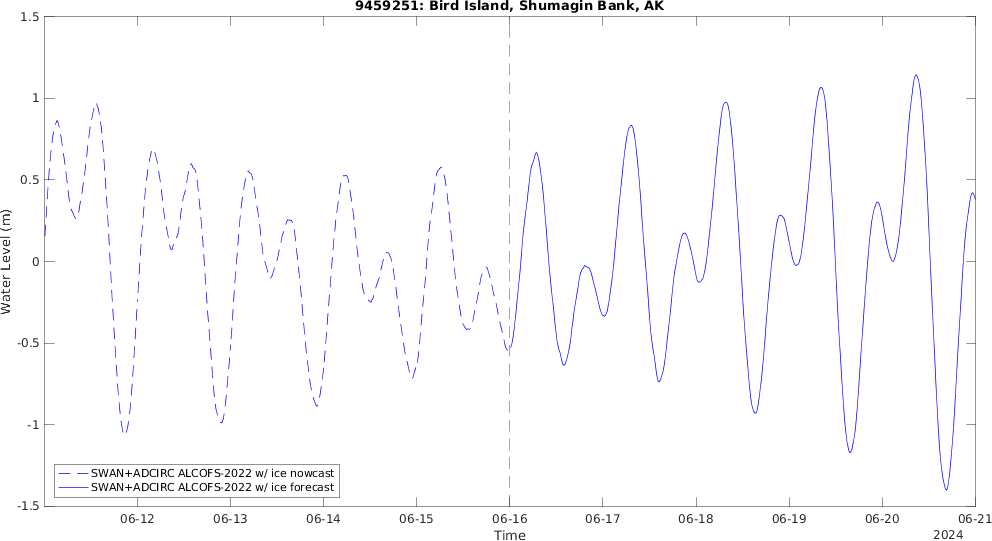 9459251: Bird Island, Shumagin Bank, AK
1.5
1
0.5
0
-0.5
-1
-1.5
Water Level (m)
SWAN+ADCIRC ALCOFS-2022 w/ ice nowcast
SWAN+ADCIRC ALCOFS-2022 w/ ice forecast
06-12 06-13 06-14 06-15 06-16 06-17 06-18 06-19 06-20 06-21
Time
2024